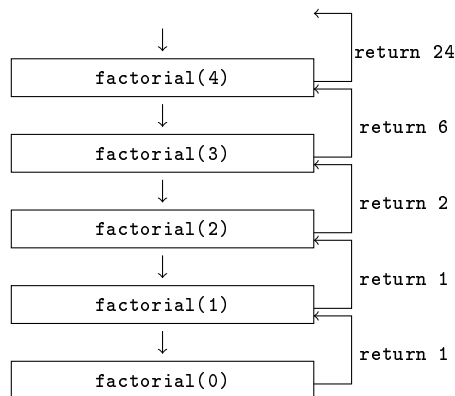 return 24
factorial(4)
return 6
factorial(3)
return 2
factorial(2)
return 1
factorial(1)
return 1
factorial(0)